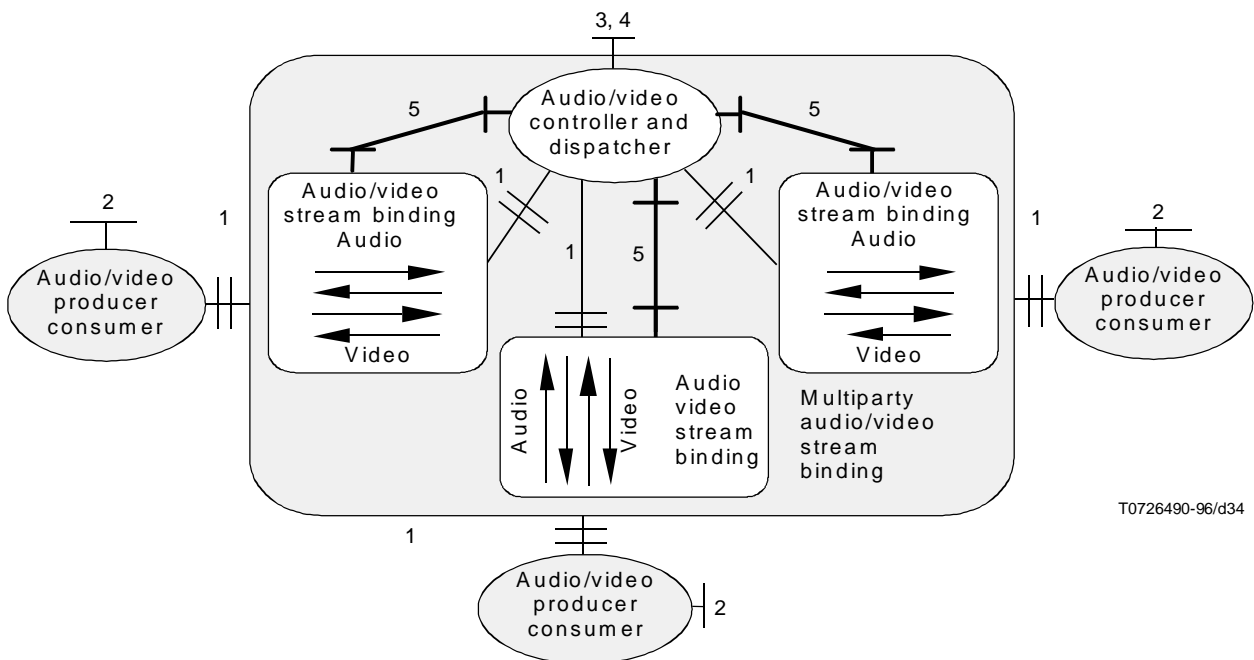 3, 4
Audio/video
controller and
dispatcher
5
5
1
1
1
5
Audio/video
stream binding
Audio
Video
Audio/video
stream binding
Audio
Video
2
1
Audio/video
producer
consumer
1
2
Audio/video
producer
consumer
Audio
Video
Audio
video
stream
binding
Multiparty
audio/video
stream
binding
T0726490-96/d34
1
Audio/video
producer
consumer
2